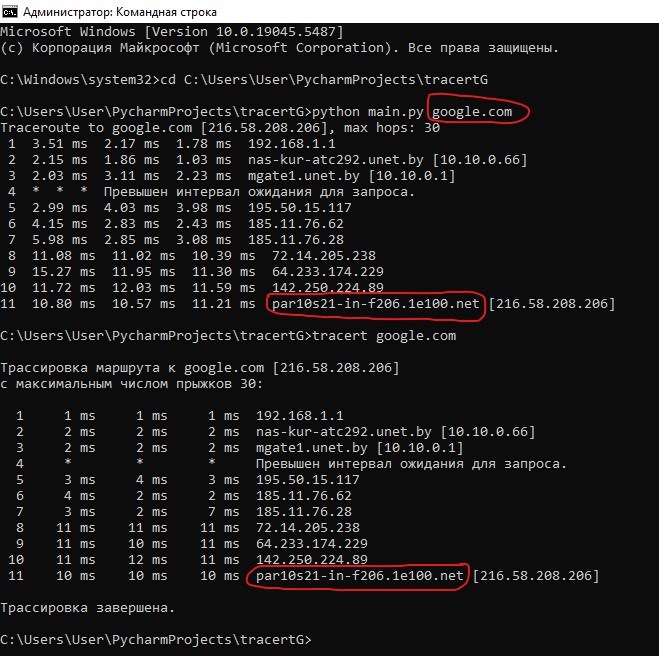 Администратор: Командная строка
Microsoft Windows [Version 10.0.19045.5487]
(c) Корпорация Майкрософт (Microsoft Corporation). Все права защищены.
C:\Windows\system32>cd C:\Users\User\PycharmProjects\tracertG
C:\Users\User\PycharmProjects\tracertG>python main.py google.com
Traceroute to google.com [216.58.208.206], max hops: 30
1 3.51 ms 2.17 ms 1.78 ms 192.168.1.1
2 2.15 ms 1.86 ms 1.03 ms nas-kur-atc292.unet.by [10.10.0.66]
3 2.03 ms 3.11 ms 2.23 ms mgate1.unet.by [10.10.0.1]
4 * * * Превышен интервал ожидания для запроса.
5 2.99 ms 4.03 ms 3.98 ms 195.50.15.117
6 4.15 ms 2.83 ms 2.43 ms 185.11.76.62
7 5.98 ms 2.85 ms 3.08 ms 185.11.76.28
8 11.08 ms 11.02 ms 10.39 ms 72.14.205.238
9 15.27 ms 11.95 ms 11.30 ms 64.233.174.229
10 11.72 ms 12.03 ms 11.59 ms 142.250.224.89
11 10.80 ms 10.57 ms 11.21 ms par10s21-in-f206.1e100.net [216.58.208.206]
C:\Users\User\PycharmProjects\tracertG>tracert google.com
Трассировка маршрута к google.com [216.58.208.206]
с максимальным числом прыжков 30:
1 1 ms 1 ms 1 ms 192.168.1.1
2 2 ms 2 ms 2 ms nas-kur-atc292.unet.by [10.10.0.66]
3 2 ms 2 ms 2 ms mgate1.unet.by [10.10.0.1]
4 * * * Превышен интервал ожидания для запроса.
5 3 ms 4 ms 3 ms 195.50.15.117
6 4 ms 2 ms 2 ms 185.11.76.62
7 3 ms 2 ms 7 ms 185.11.76.28
8 11 ms 11 ms 11 ms 72.14.205.238
9 11 ms 10 ms 11 ms 64.233.174.229
10 11 ms 12 ms 11 ms 142.250.224.89
11 10 ms 10 ms 10 ms par10s21-in-f206.1e100.net [216.58.208.206]
Трассировка завершена.
C:\Users\User\PycharmProjects\tracertG>